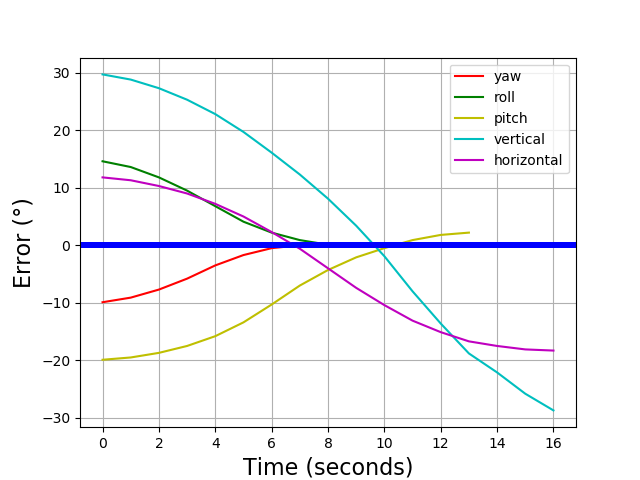 yaw
roll
pitch
vertical
horizontal
30
20
10
0
−10
−20
−30
Error (°)
0 2 4 6 8 10 12 14 16
Time (seconds)